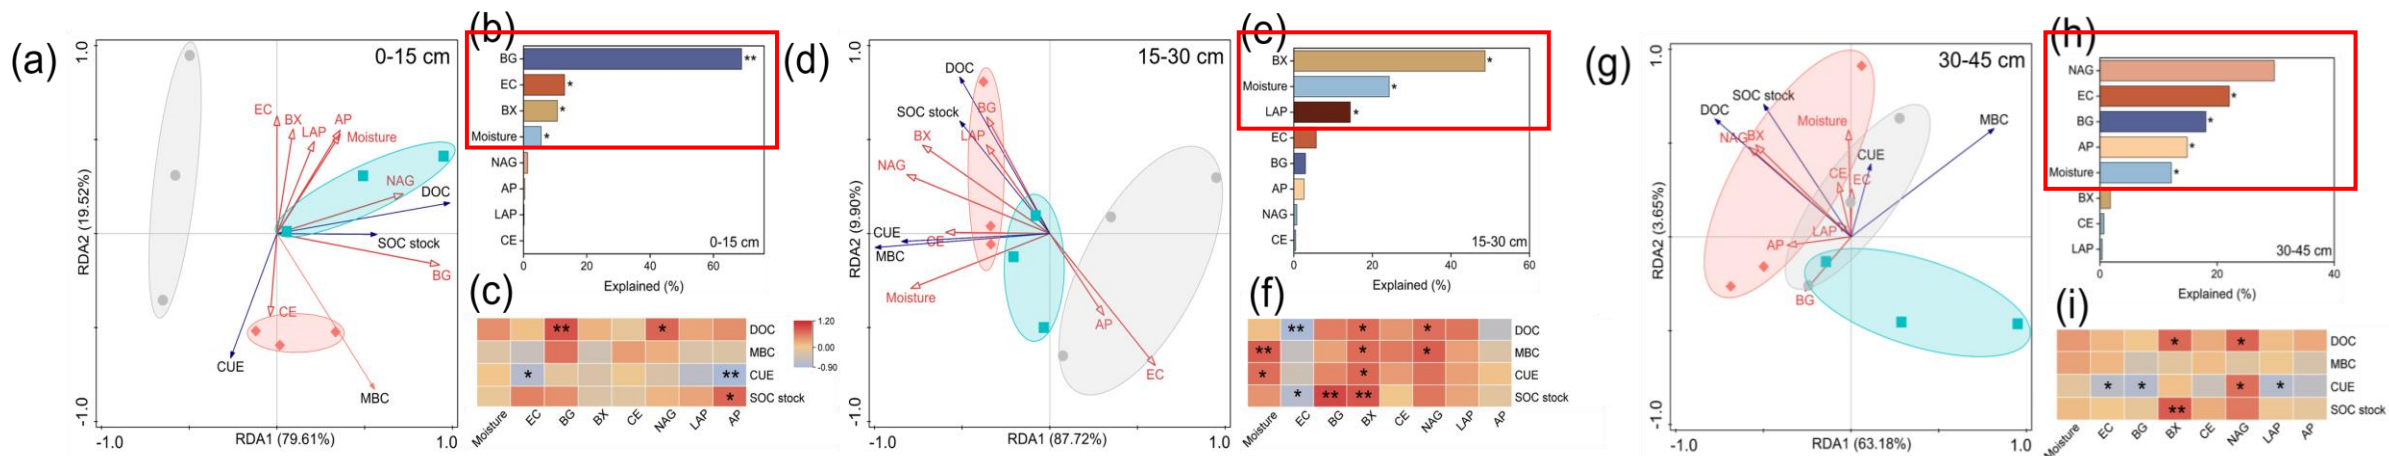 (a)
0-15 cm
1.0
EC
BX
AP
LAP
Moisture
NAG
DOC
SOC stock
BG
CE
CUE
MBC
RDA2 (19.52%)
-1.0
-1.0
RDA1 (79.61%)
1.0
(b)
BG
**
EC
*
BX
*
Moisture
*
NAG
AP
LAP
CE
0-15 cm
0
20
40
60
Explained (%)
(c)
** * DOC
MBC
* ** CUE
* SOC stock
Moisture
EC
BG
BX
CE
NAG
LAP
AP
1.20
0.00
-0.90
(d)
15-30 cm
1.0
DOC
SOC stock
BG
BX
LAP
NAG
CUE
CE
MBC
Moisture
AP
EC
RDA2 (9.90%)
-1.0
-1.0
RDA1 (87.72%)
1.0
(e)
BX
*
Moisture
*
LAP
*
EC
BG
AP
NAG
CE
15-30 cm
0
20
40
60
Explained (%)
(f)
** * * DOC
** * * MBC
* * CUE
* ** ** SOC stock
Moisture
EC
BG
BX
CE
NAG
LAP
AP
(g)
30-45 cm
1.0
SOC stock
DOC
Moisture
MBC
NAG
BX
CUE
CE
EC
LAP
AP
BG
RDA2 (3.65%)
-1.0
-1.0
RDA1 (63.18%)
1.0
(h)
NAG
EC
*
BG
*
AP
*
Moisture
*
BX
CE
LAP
30-45 cm
0
20
40
Explained (%)
(i)
* * DOC
MBC
* * * * CUE
** SOC stock
Moisture
EC
BG
BX
CE
NAG
LAP
AP